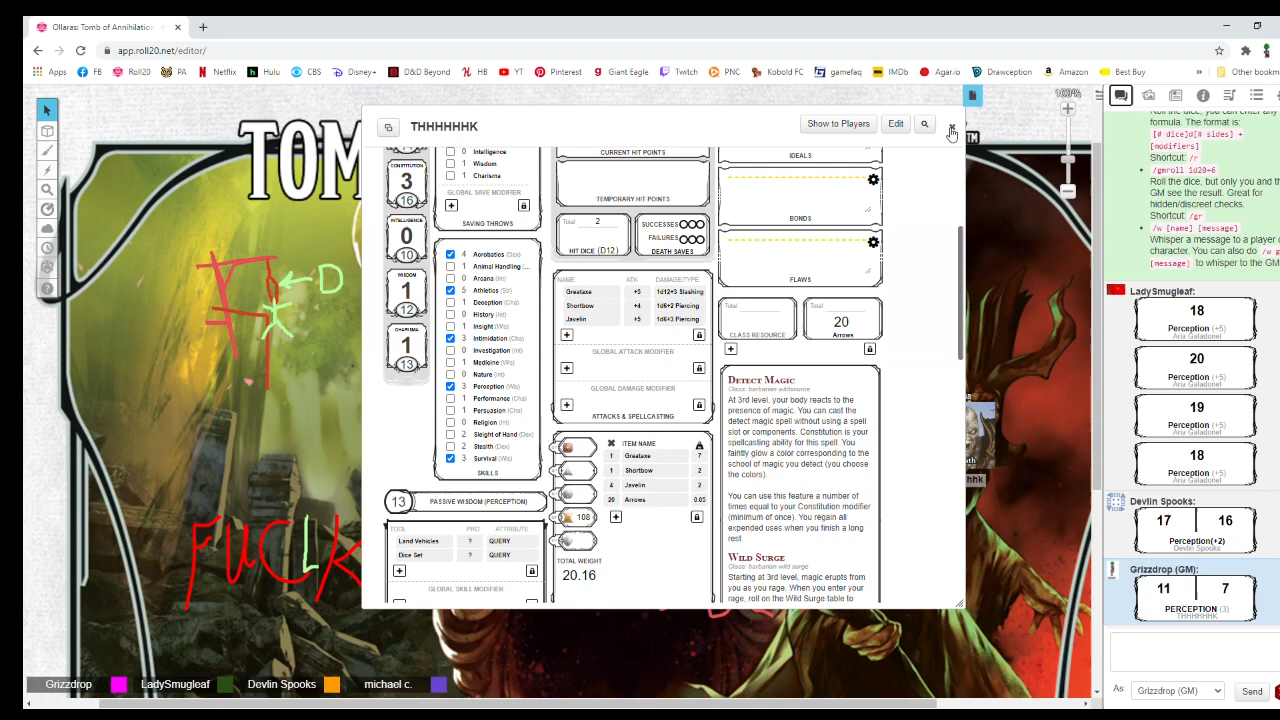 Ollaras: Tomb of Annihilation
app.roll20.net/editor/
Apps FB Roll20 PA Netflix Hulu CBS Disney+ D&D Beyond HB YT Pinterest Giant Eagle Twitch PNC Kobold FC gamefaq IMDb Agar.io Drawception Amazon Best Buy » Other bookm
100%
TOM
THHHHHHK
Show to Players Edit
CONSTITUTION
3
16
INTELLIGENCE
0
10
WISDOM
1
12
CHARISMA
1
13
0 Intelligence
1 Wisdom
1 Charisma
GLOBAL SAVE MODIFIER
SAVING THROWS
4 Acrobatics (Dex)
1 Animal Handling (...
0 Arcana (Int)
5 Athletics (Str)
1 Deception (Cha)
0 History (Int)
1 Insight (Wis)
3 Intimidation (Cha)
0 Investigation (Int)
1 Medicine (Wis)
0 Nature (Int)
3 Perception (Wis)
1 Performance (Cha)
1 Persuasion (Cha)
0 Religion (Int)
2 Sleight of Hand (Dex)
2 Stealth (Dex)
3 Survival (Wis)
SKILLS
13 PASSIVE WISDOM (PERCEPTION)
TOOL PRO ATTRIBUTE
Land Vehicles ? QUERY
Dice Set ? QUERY
GLOBAL SKILL MODIFIER
CURRENT HIT POINTS
TEMPORARY HIT POINTS
Total 2
HIT DICE (D12)
SUCCESSES
FAILURES
DEATH SAVES
NAME ATK DAMAGE/TYPE
Greataxe +5 1d12+3 Slashing
Shortbow +4 1d6+2 Piercing
Javelin +5 1d6+3 Piercing
GLOBAL ATTACK MODIFIER
GLOBAL DAMAGE MODIFIER
ATTACKS & SPELLCASTING
ITEM NAME
1 Greataxe ?
1 Shortbow 2
4 Javelin 2
20 Arrows 0.05
108
TOTAL WEIGHT
20.16
IDEALS
BONDS
FLAWS
Total
CLASS RESOURCE
Total
20
Arrows
DETECT MAGIC
Class: barbarian wildsource
At 3rd level, your body reacts to the
presence of magic. You can cast the
detect magic spell without using a spell
slot or components. Constitution is your
spellcasting ability for this spell. You
faintly glow a color corresponding to the
school of magic you detect (you choose
the colors).
You can use this feature a number of
times equal to your Constitution modifier
(minimum of once). You regain all
expended uses when you finish a long
rest.
WILD SURGE
Class: barbarian wild surge
Starting at 3rd level, magic erupts from
you as you rage. When you enter your
rage, roll on the Wild Surge table to
D
FUCLK
Grizzdrop LadySmugleaf Devlin Spooks michael c.
Roll the dice, you can enter any
formula. The format is:
[# dice]d[# sides] +
[modifiers]
Shortcut: /r
/gmroll 1d20+6
Roll the dice, but only you and th
GM see the result. Great for
hidden/discreet checks.
Shortcut: /gr
/w [name] [message]
Whisper a message to a player o
character. You can also do /w g
[message] to whisper to the GM
LadySmugleaf:
18
Perception (+5)
Aria Galadonel
20
Perception (+5)
Aria Galadonel
19
Perception (+5)
Aria Galadonel
18
Perception (+5)
Aria Galadonel
Devlin Spooks:
17 16
Perception(+2)
Devlin Spooks
Grizzdrop (GM):
11 7
PERCEPTION (3)
THHHHHHK
As: Grizzdrop (GM) Send